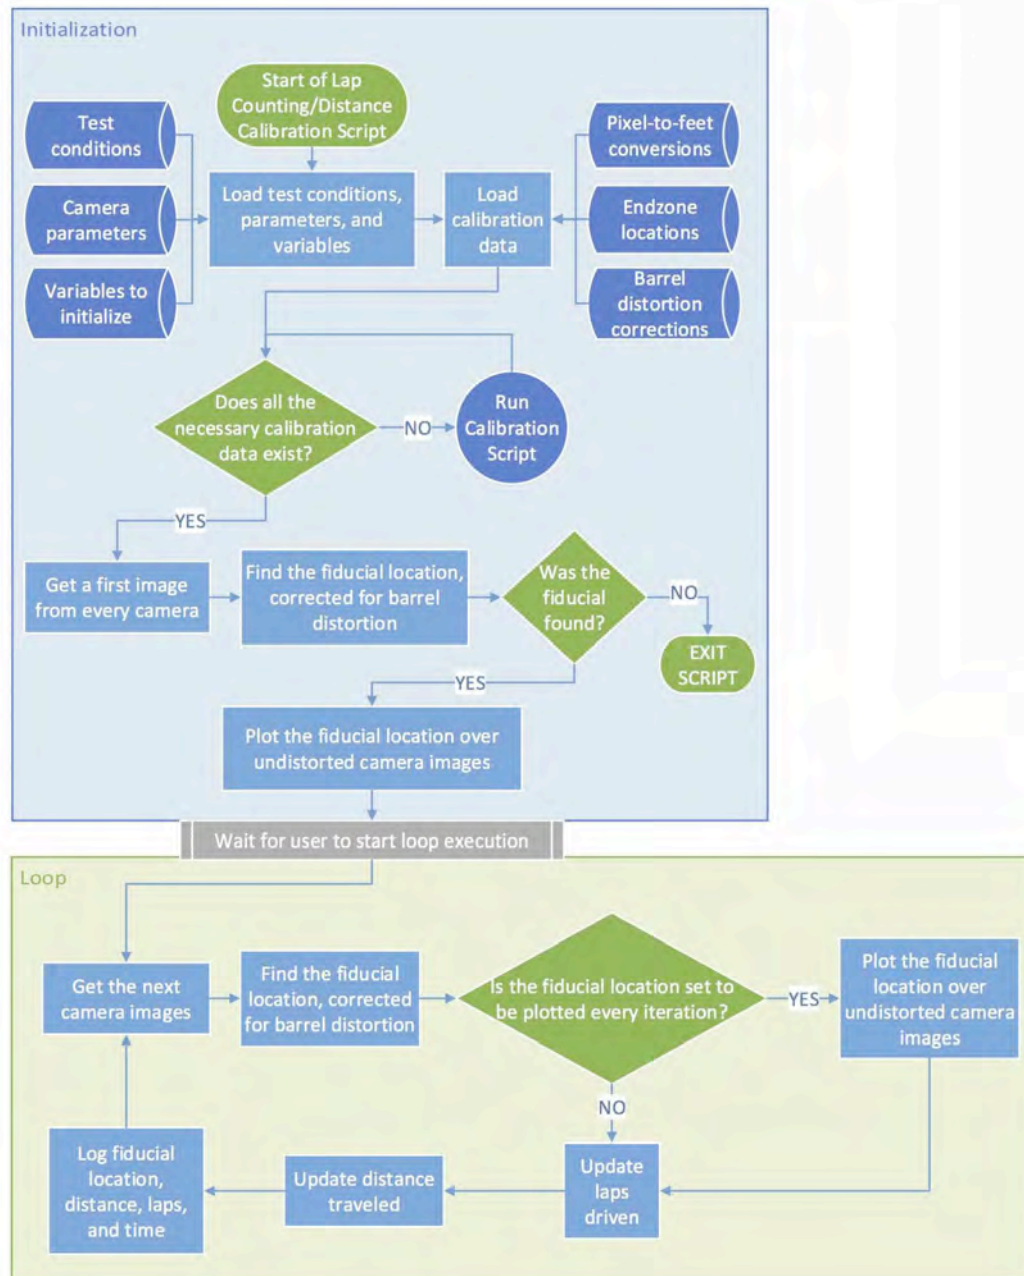 Initialization
Start of Lap
Counting/Distance
Calibration Script
Test
conditions
Camera
parameters
Variables to
initialize
Load test conditions,
parameters, and
variables
Load
calibration
data
Pixel-to-feet
conversions
Endzone
locations
Barrel
distortion
corrections
Does all the
necessary calibration
data exist?
NO
Run
Calibration
Script
YES
Get a first image
from every camera
Find the fiducial location,
corrected for barrel
distortion
Was the
fiducial
found?
NO
EXIT
SCRIPT
YES
Plot the fiducial location over
undistorted camera images
Wait for user to start loop execution
Loop
Get the next
camera images
Find the fiducial
location, corrected
for barrel distortion
Is the fiducial location set to
be plotted every iteration?
YES
Plot the fiducial
location over
undistorted camera
images
NO
Update
laps
driven
Update distance
traveled
Log fiducial
location,
distance, laps,
and time